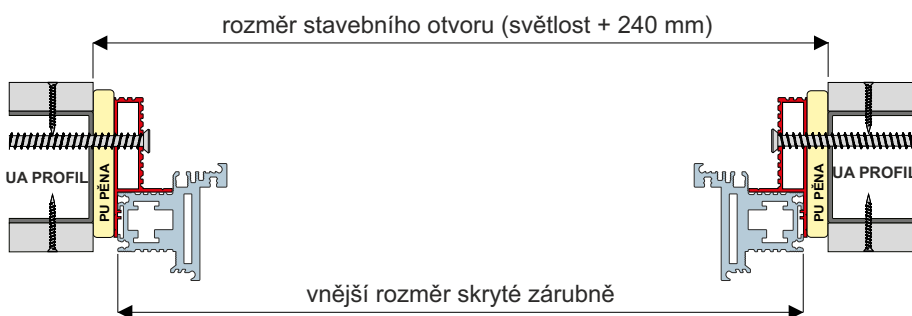 rozměr stavebního otvoru (světlost + 240 mm)
UA PROFIL
PU PĚNA
PU PĚNA
UA PROFIL
vnější rozměr skryté zárubně